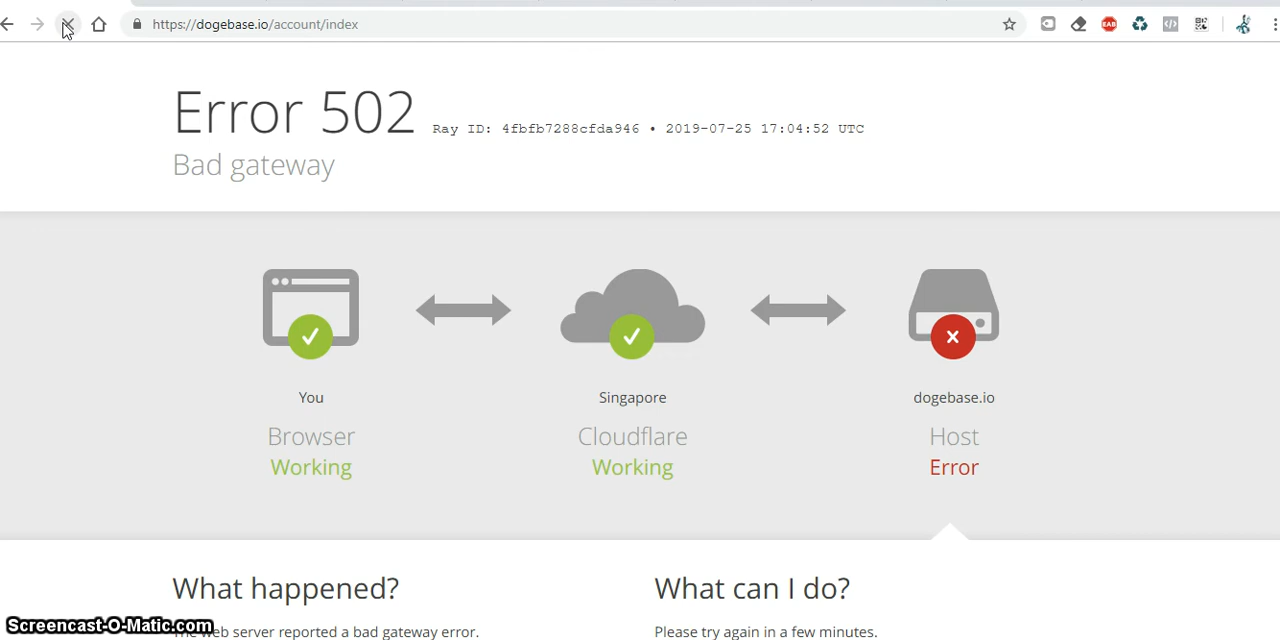 https://dogebase.io/account/index
EAB
Error 502 Ray ID: 4fbfb7288cfda946 • 2019-07-25 17:04:52 UTC
Bad gateway
You
Browser
Working
Singapore
Cloudflare
Working
dogebase.io
Host
Error
What happened?
web server reported a bad gateway error.
What can I do?
Please try again in a few minutes.
Screencast-O-Matic.com